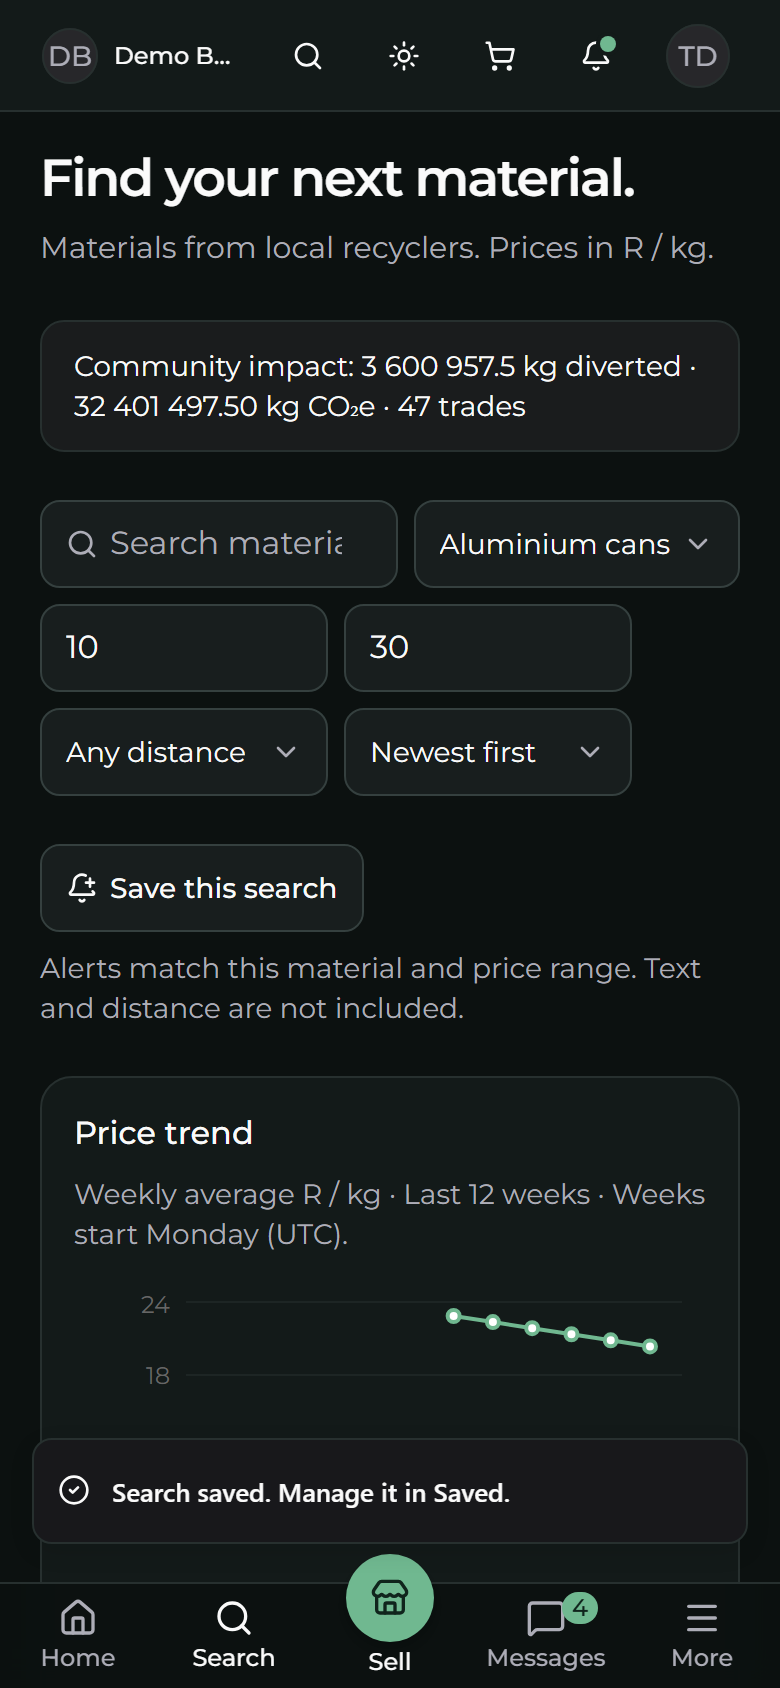 DB Demo B... TD
Find your next material.
Materials from local recyclers. Prices in R / kg.
Community impact: 3 600 957.5 kg diverted ·
32 401 497.50 kg CO₂e · 47 trades
Search materia Aluminium cans
10 30
Any distance Newest first
Save this search
Alerts match this material and price range. Text
and distance are not included.
Price trend
Weekly average R / kg · Last 12 weeks · Weeks
start Monday (UTC).
24
18
Search saved. Manage it in Saved.
4
Home Search Sell Messages More